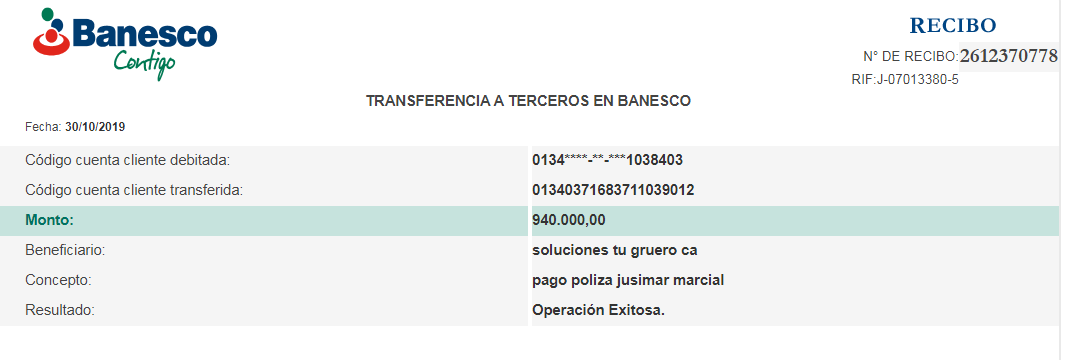 Banesco
Contigo
RECIBO
N° DE RECIBO:2612370778
RIF:J-07013380-5
TRANSFERENCIA A TERCEROS EN BANESCO
Fecha: 30/10/2019
Código cuenta cliente debitada: 0134****-**-***1038403
Código cuenta cliente transferida: 01340371683711039012
Monto: 940.000,00
Beneficiario: soluciones tu gruero ca
Concepto: pago poliza jusimar marcial
Resultado: Operación Exitosa.